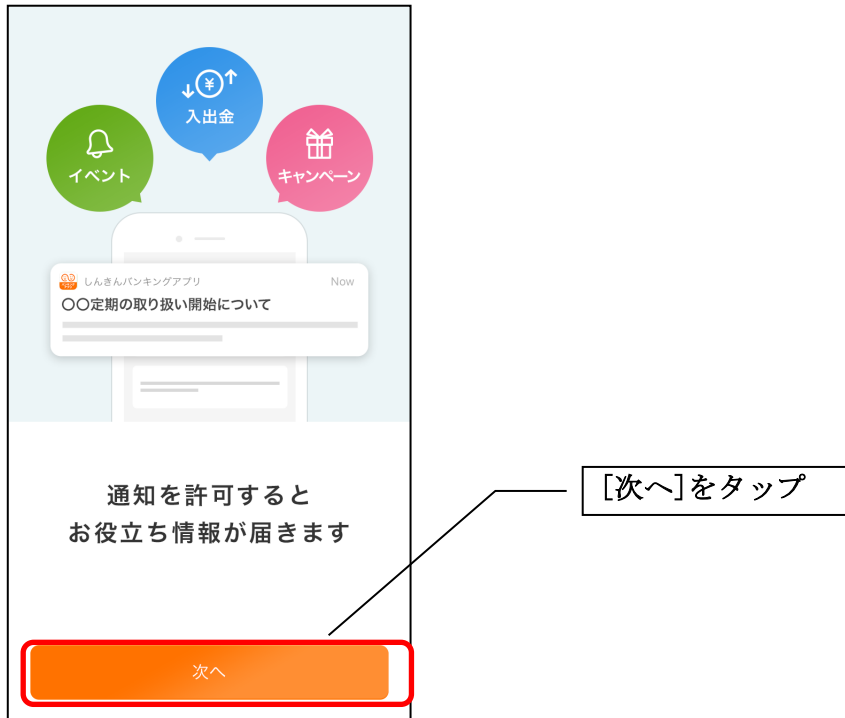 入出金
イベント
キャンペーン
しんきんバンキングアプリ Now
〇〇定期の取り扱い開始について
通知を許可すると
お役立ち情報が届きます
[次へ]をタップ
次へ